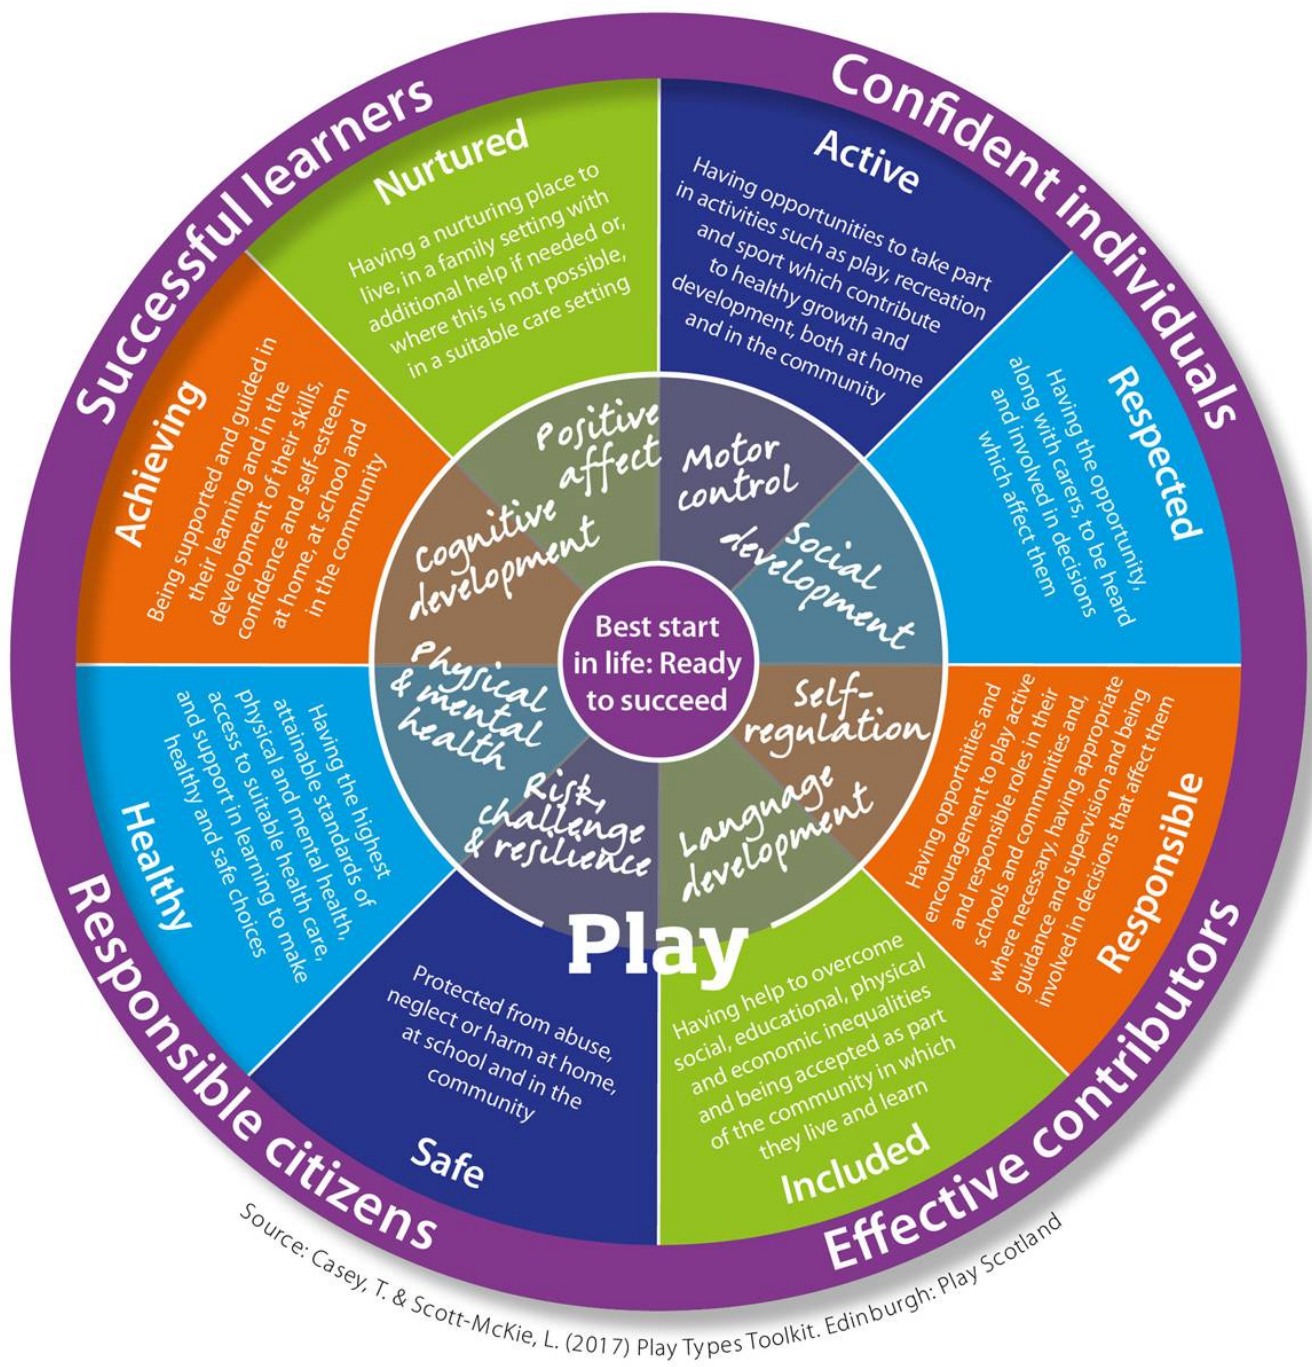 Successful learners
Confident individuals
Effective contributors
Responsible citizens
Nurtured
Having a nurturing place to
live, in a family setting with
additional help if needed or,
where this is not possible,
in a suitable care setting
Active
Having opportunities to take part
in activities such as play, recreation
and sport which contribute
to healthy growth and
development, both at home
and in the community
Respected
Having the opportunity,
along with carers, to be heard
and involved in decisions
which affect them
Responsible
Having opportunities and
encouragement to play active
and responsible roles in their
schools and communities and,
where necessary, having appropriate
guidance and supervision and being
involved in decisions that affect them
Included
Having help to overcome
social, educational, physical
and economic inequalities
and being accepted as part
of the community in which
they live and learn
Safe
Protected from abuse,
neglect or harm at home,
at school and in the
community
Healthy
Having the highest
attainable standards of
physical and mental health,
access to suitable health care,
and support in learning to make
healthy and safe choices
Achieving
Being supported and guided in
their learning and in the
development of their skills,
confidence and self-esteem
at home, at school and
in the community
Positive
affect
Motor
control
Social
development
Self-
regulation
Language
development
Risk,
challenge
& resilience
Physical
& mental
health
Cognitive
development
Best start
in life: Ready
to succeed
Play
Source: Casey, T. & Scott-McKie, L. (2017) Play Types Toolkit. Edinburgh: Play Scotland